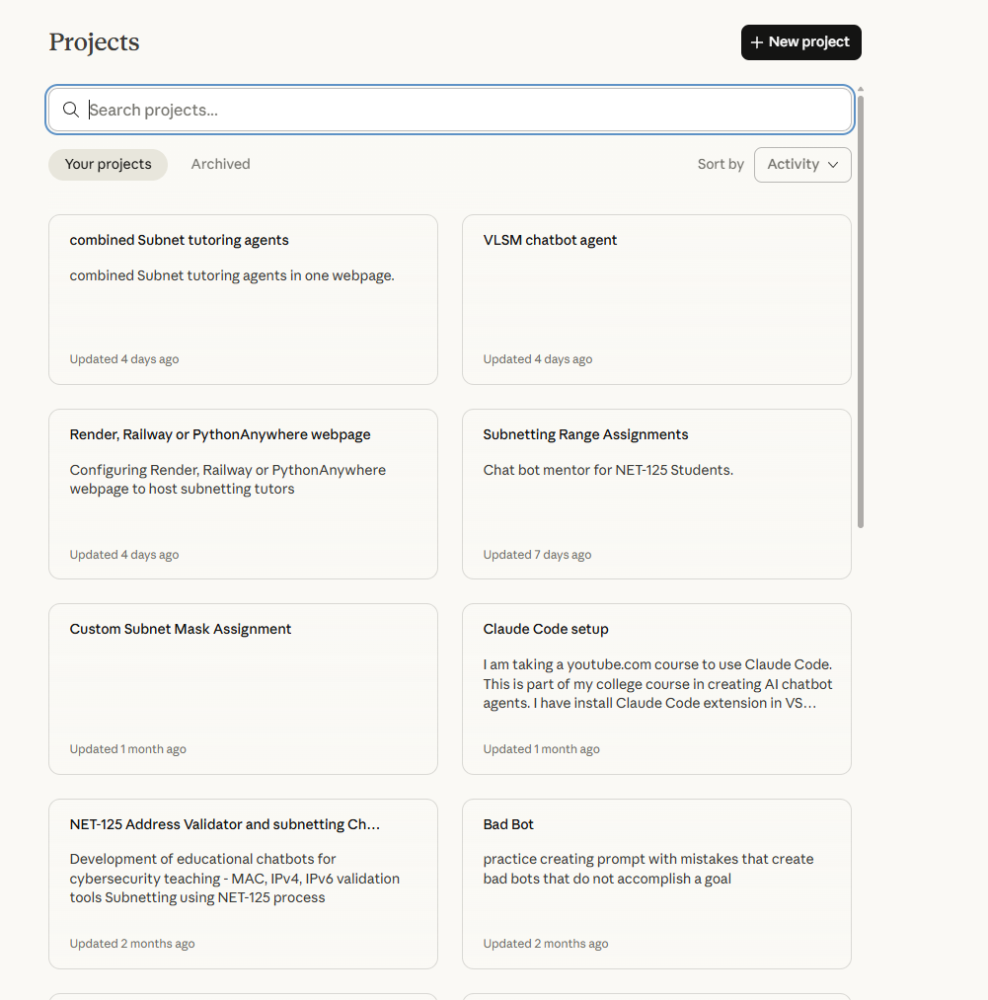 Projects
+ New project
Search projects...
Your projects
Archived
Sort by
Activity
combined Subnet tutoring agents
combined Subnet tutoring agents in one webpage.
Updated 4 days ago
VLSM chatbot agent
Updated 4 days ago
Render, Railway or PythonAnywhere webpage
Configuring Render, Railway or PythonAnywhere
webpage to host subnetting tutors
Updated 4 days ago
Subnetting Range Assignments
Chat bot mentor for NET-125 Students.
Updated 7 days ago
Custom Subnet Mask Assignment
Updated 1 month ago
Claude Code setup
I am taking a youtube.com course to use Claude Code.
This is part of my college course in creating AI chatbot
agents. I have install Claude Code extension in VS...
Updated 1 month ago
NET-125 Address Validator and subnetting Ch...
Development of educational chatbots for
cybersecurity teaching - MAC, IPv4, IPv6 validation
tools Subnetting using NET-125 process
Updated 2 months ago
Bad Bot
practice creating prompt with mistakes that create
bad bots that do not accomplish a goal
Updated 2 months ago